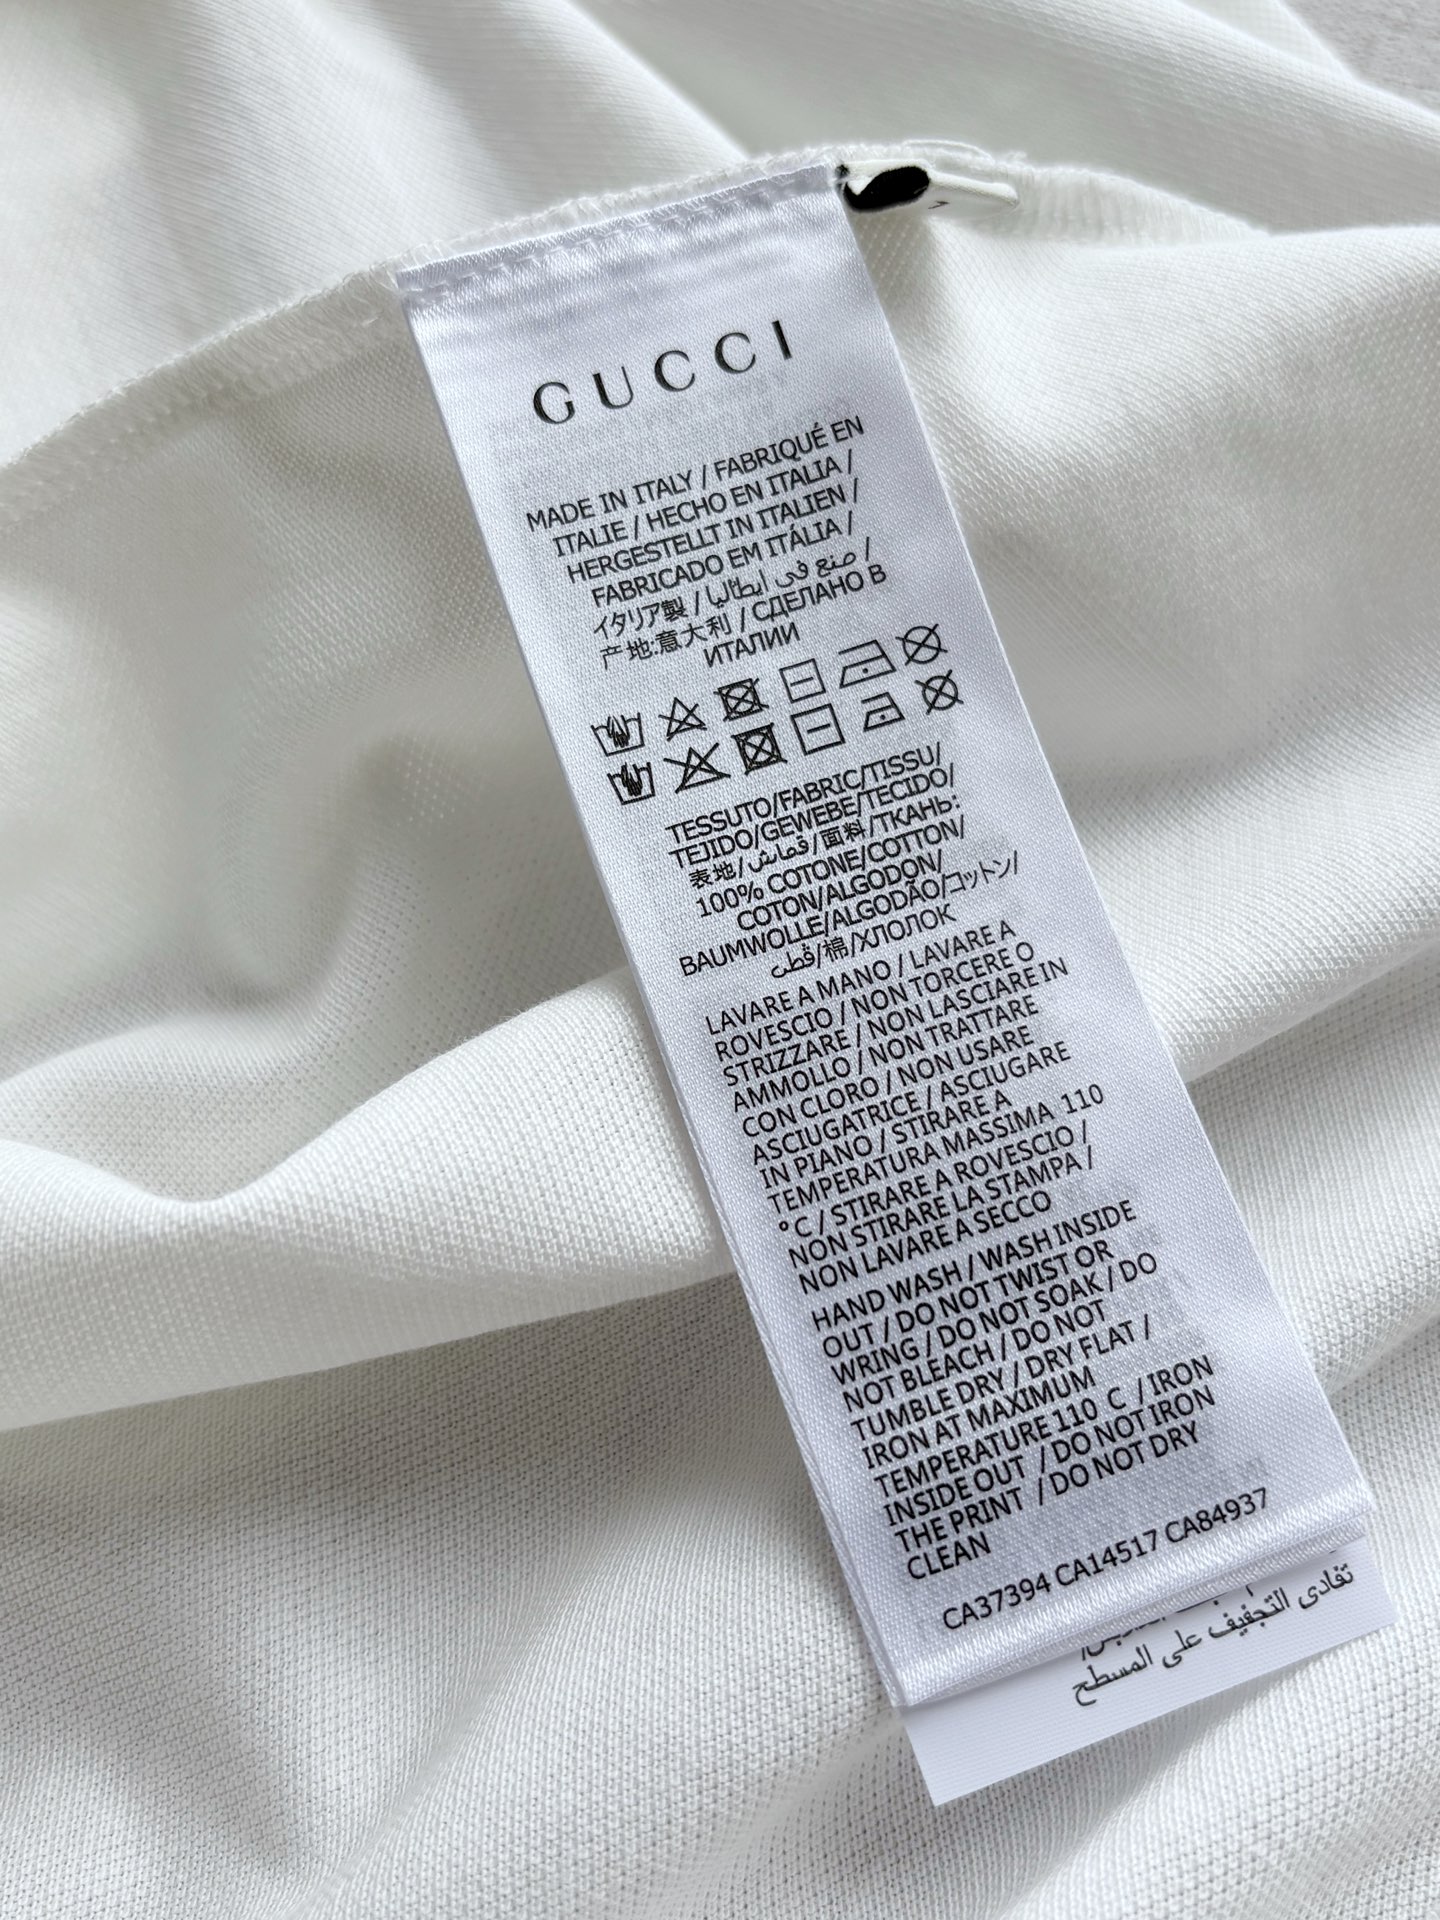 GUCCI
MADE IN ITALY / FABRIQUÉ EN
ITALIE / HECHO EN ITALIA /
HERGESTELLT IN ITALIEN /
FABRICADO EM ITÁLIA /
イタリア製 / صنع في ايطاليا /
产地:意大利 / СДЕЛАНО В
ИТАЛИИ
TESSUTO/FABRIC/TISSU/
TEJIDO/GEWEBE/TECIDO/
表地/قماش/面料/ТКАНЬ:
100% COTONE/COTTON/
COTON/ALGODON/
BAUMWOLLE/ALGODÃO/コットン/
قطن/棉/ХЛОПОК
LAVARE A MANO / LAVARE A
ROVESCIO / NON TORCERE O
STRIZZARE / NON LASCIARE IN
AMMOLLO / NON TRATTARE
CON CLORO / NON USARE
ASCIUGATRICE / ASCIUGARE
IN PIANO / STIRARE A
TEMPERATURA MASSIMA 110
°C / STIRARE A ROVESCIO /
NON STIRARE LA STAMPA /
NON LAVARE A SECCO
HAND WASH / WASH INSIDE
OUT / DO NOT TWIST OR
WRING / DO NOT SOAK / DO
NOT BLEACH / DO NOT
TUMBLE DRY / DRY FLAT /
IRON AT MAXIMUM
TEMPERATURE 110 C / IRON
INSIDE OUT / DO NOT IRON
THE PRINT / DO NOT DRY
CLEAN
CA37394 CA14517 CA84937
تفادى التجفيف على المسطح